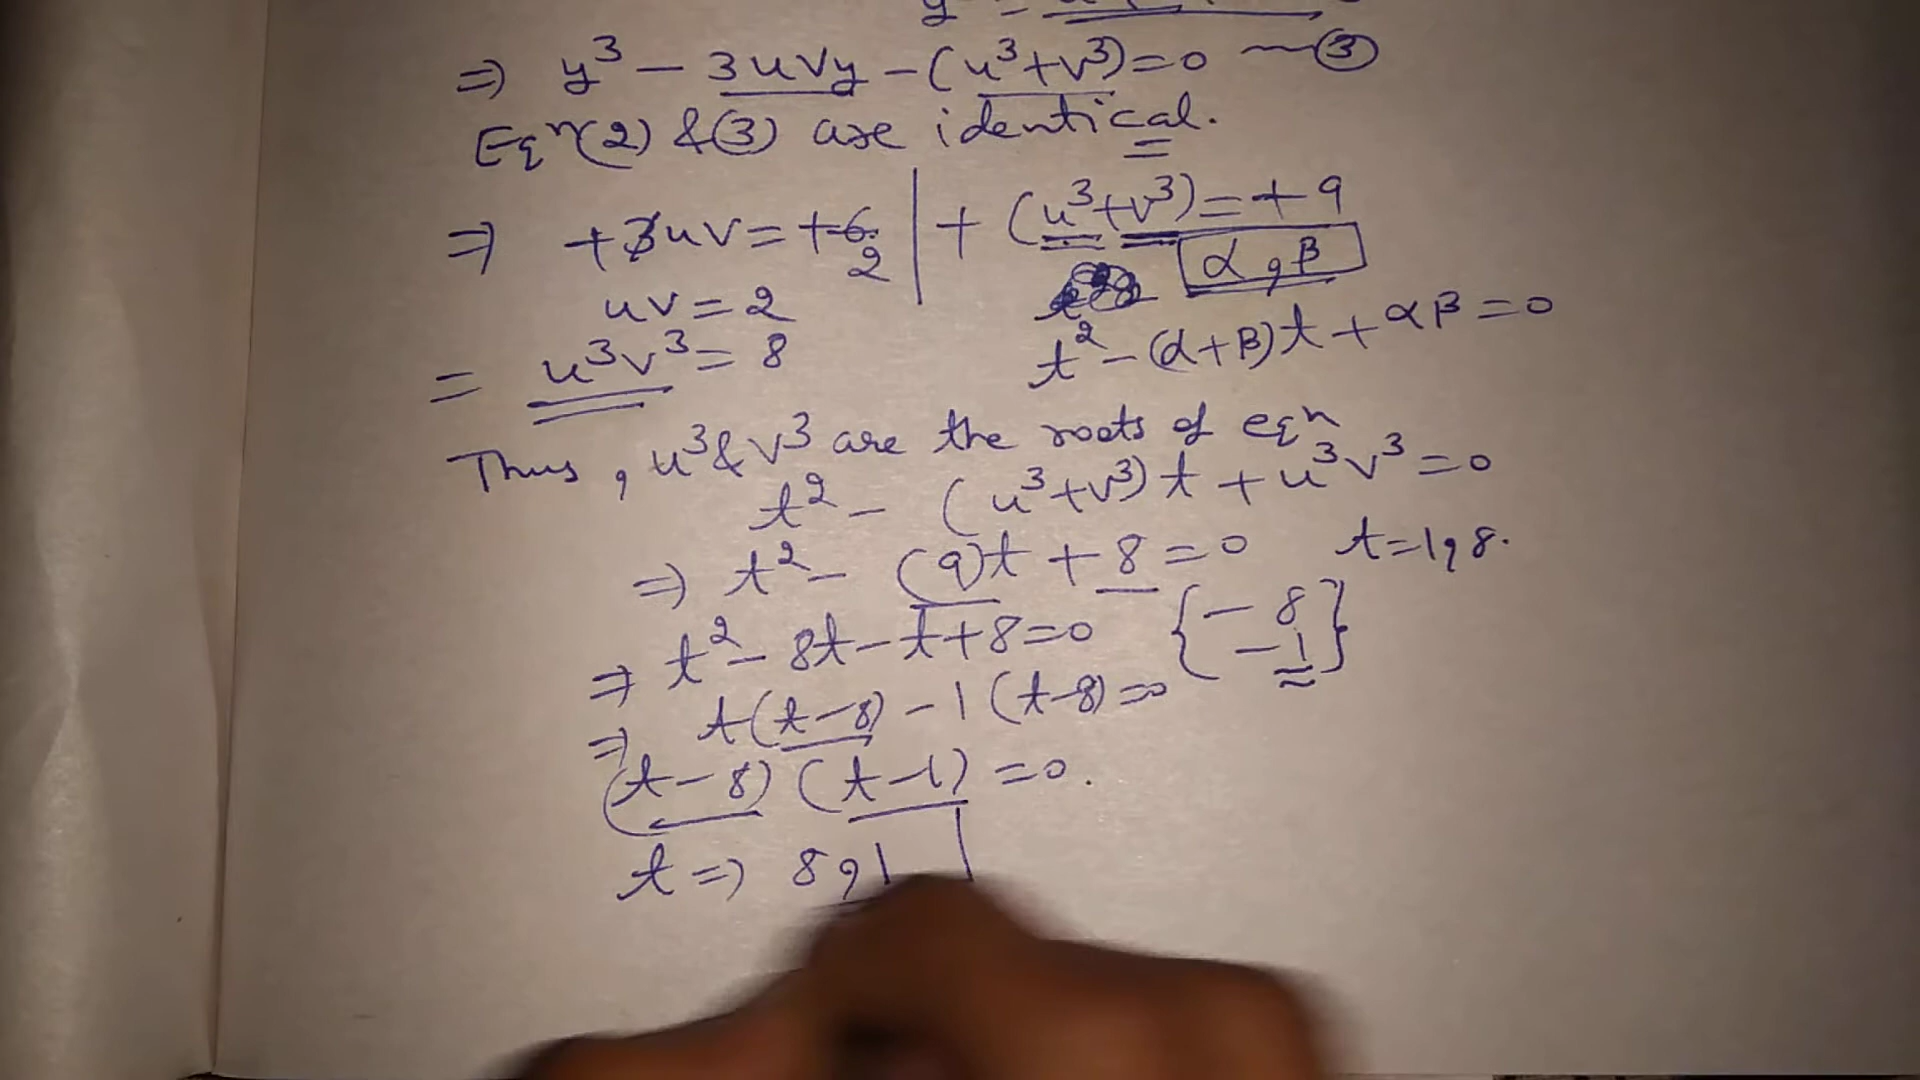 ⇒ y³ − 3uvy − (u³+v³)=0 — ③
Eqⁿ(2) & ③ are identical.
⇒ +3uv = +6 2 | + (u³+v³) = +9
α, β
uv = 2
t² − (α+β)t + αβ = 0
= u³v³ = 8
Thus, u³ & v³ are the roots of eqn
t² − (u³+v³)t + u³v³ = 0
⇒ t² − (9)t + 8 = 0 t=1,8.
⇒ t² − 8t − t + 8 = 0 { − 8 − 1 }
⇒ t(t−8) − 1(t−8) = 0
(t−8) (t−1) = 0.
t ⇒ 8,1